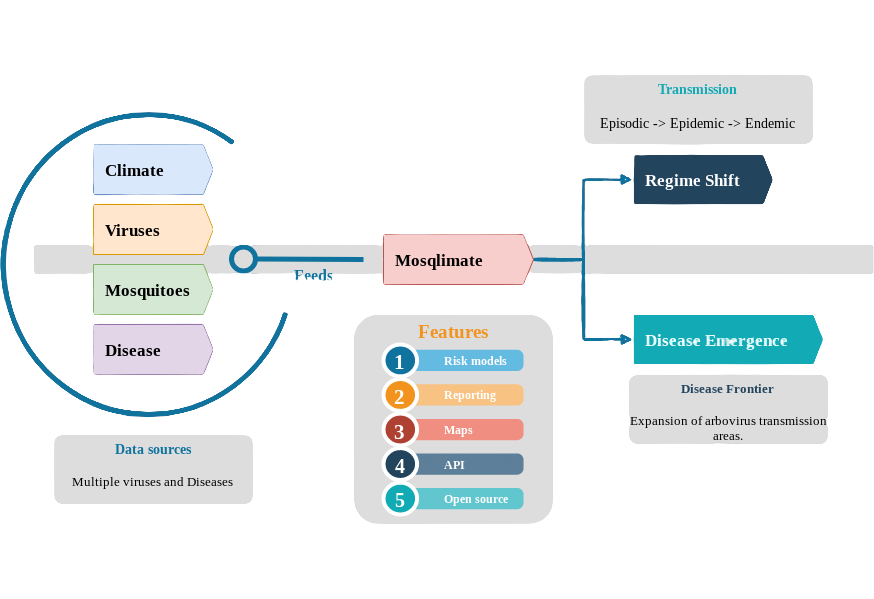 Climate
Viruses
Mosquitoes
Disease
Data sources
Multiple viruses and Diseases
Feeds
Mosqlimate
Features
1 Risk models
2 Reporting
3 Maps
4 API
5 Open source
Transmission
Episodic -> Epidemic -> Endemic
Regime Shift
Disease Emergence
Disease Frontier
Expansion of arbovirus transmission
areas.